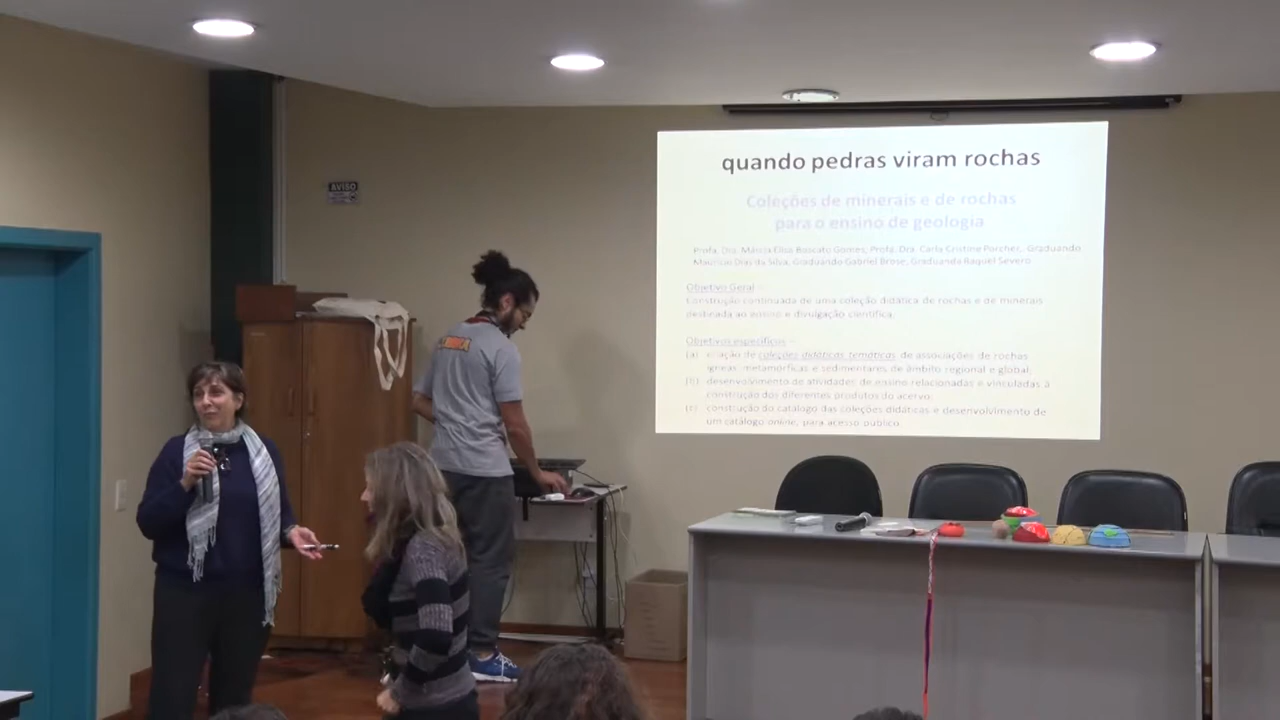 AVISO
quando pedras viram rochas
Coleções de minerais e de rochas
para o ensino de geologia
Profa. Dra. Márcia Elisa Boscato Gomes, Profa. Dra. Carla Cristine Porcher, Graduando
Mauricio Dias da Silva, Graduando Gabriel Brose, Graduanda Raquel Severo
Objetivo Geral
Construção continuada de uma coleção didática de rochas e de minerais
destinada ao ensino e divulgação científica.
Objetivos específicos
(a) criação de coleções didáticas temáticas de associações de rochas
ígneas, metamórficas e sedimentares de âmbito regional e global
(b) desenvolvimento de atividades de ensino relacionadas e vinculadas à
construção dos diferentes produtos do acervo.
(c) construção do catálogo das coleções didáticas e desenvolvimento de
um catálogo online, para acesso público.